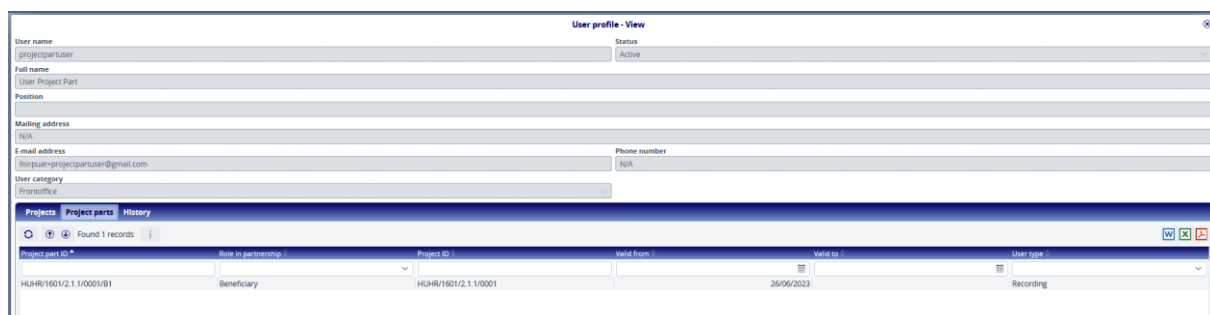 User profile - View
User name Status
projectpartuser Active
Full name
User Project Part
Position
Mailing address
N/A
E-mail address Phone number
foirpuat+projectpartuser@gmail.com N/A
User category
Frontoffice
Projects Project parts History
Found 1 records
Project part ID Role in partnership Project ID Valid from Valid to User type
HUHR/1601/2.1.1/0001/B1 Beneficiary HUHR/1601/2.1.1/0001 26/06/2023 Recording